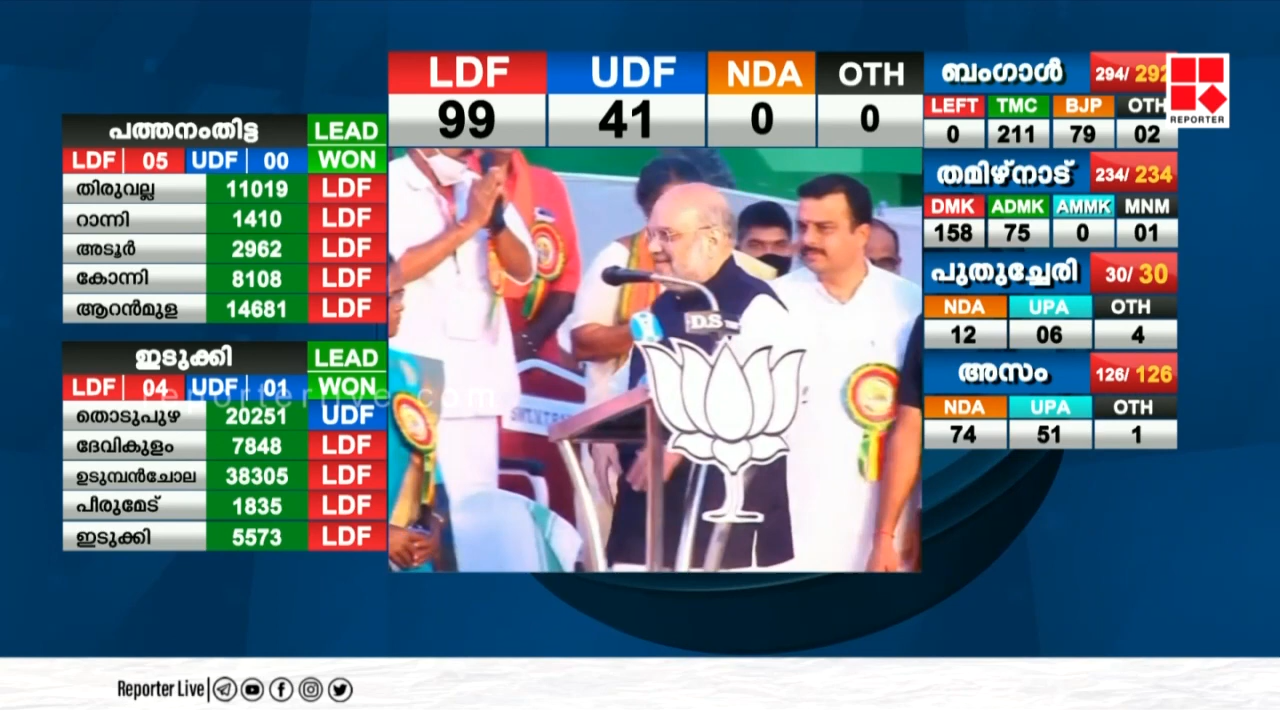 LDF UDF NDA OTH
99 41 0 0
പത്തനംതിട്ട LEAD
LDF 05 UDF 00 WON
തിരുവല്ല 11019 LDF
റാന്നി 1410 LDF
അടൂർ 2962 LDF
കോന്നി 8108 LDF
ആറൻമുള 14681 LDF
ഇടുക്കി LEAD
LDF 04 UDF 01 WON
തൊടുപുഴ 20251 UDF
ദേവികുളം 7848 LDF
ഉടുമ്പൻചോല 38305 LDF
പീരുമേട് 1835 LDF
ഇടുക്കി 5573 LDF
reporterlive.com
D.S
ബംഗാൾ 294/ 292
LEFT TMC BJP OTH
0 211 79 02
തമിഴ്നാട് 234/ 234
DMK ADMK AMMK MNM
158 75 0 01
പുതുച്ചേരി 30/ 30
NDA UPA OTH
12 06 4
അസം 126/ 126
NDA UPA OTH
74 51 1
REPORTER
Reporter Live